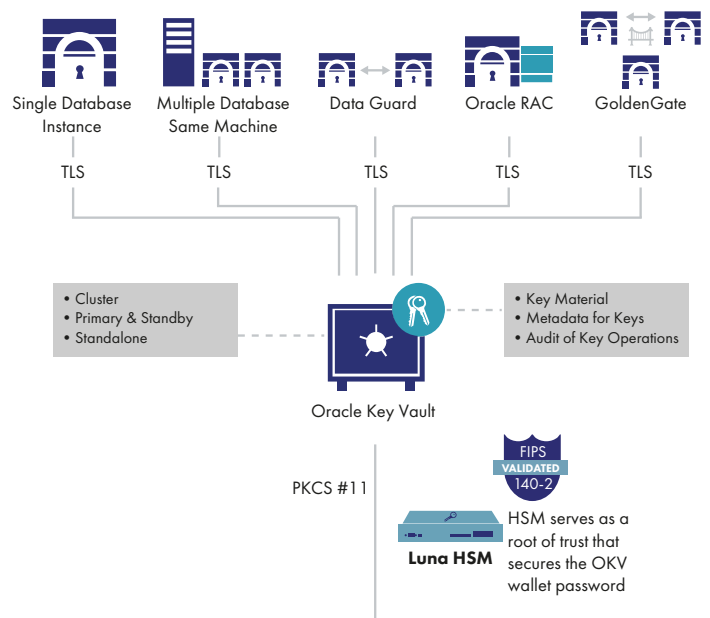 Single Database
Instance
Multiple Database
Same Machine
Data Guard
Oracle RAC
GoldenGate
TLS
TLS
TLS
TLS
TLS
• Cluster
• Primary & Standby
• Standalone
• Key Material
• Metadata for Keys
• Audit of Key Operations
Oracle Key Vault
PKCS #11
FIPS
VALIDATED
140-2
Luna HSM
HSM serves as a
root of trust that
secures the OKV
wallet password